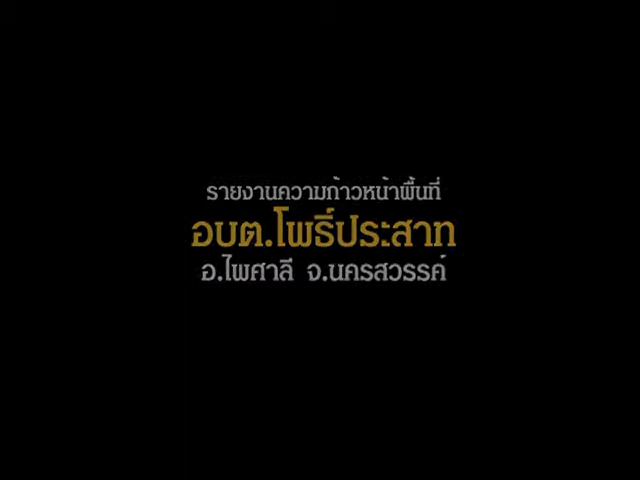 รายงานความก้าวหน้าพื้นที่
อบต.โพธิ์ประสาท
อ.ไพศาลี จ.นครสวรรค์